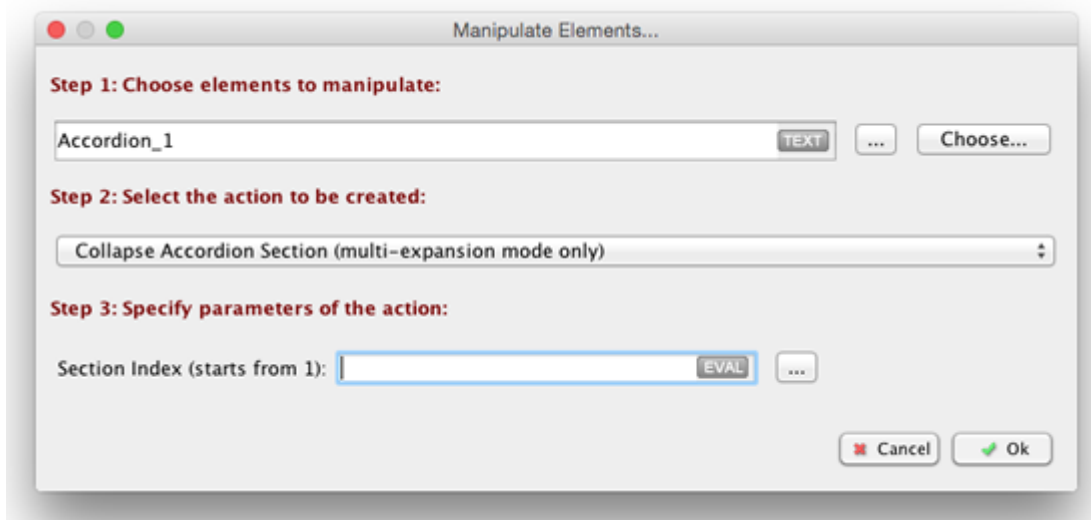 Manipulate Elements...
Step 1: Choose elements to manipulate:
Accordion_1 TEXT ... Choose...
Step 2: Select the action to be created:
Collapse Accordion Section (multi-expansion mode only)
Step 3: Specify parameters of the action:
Section Index (starts from 1): EVAL ...
Cancel Ok